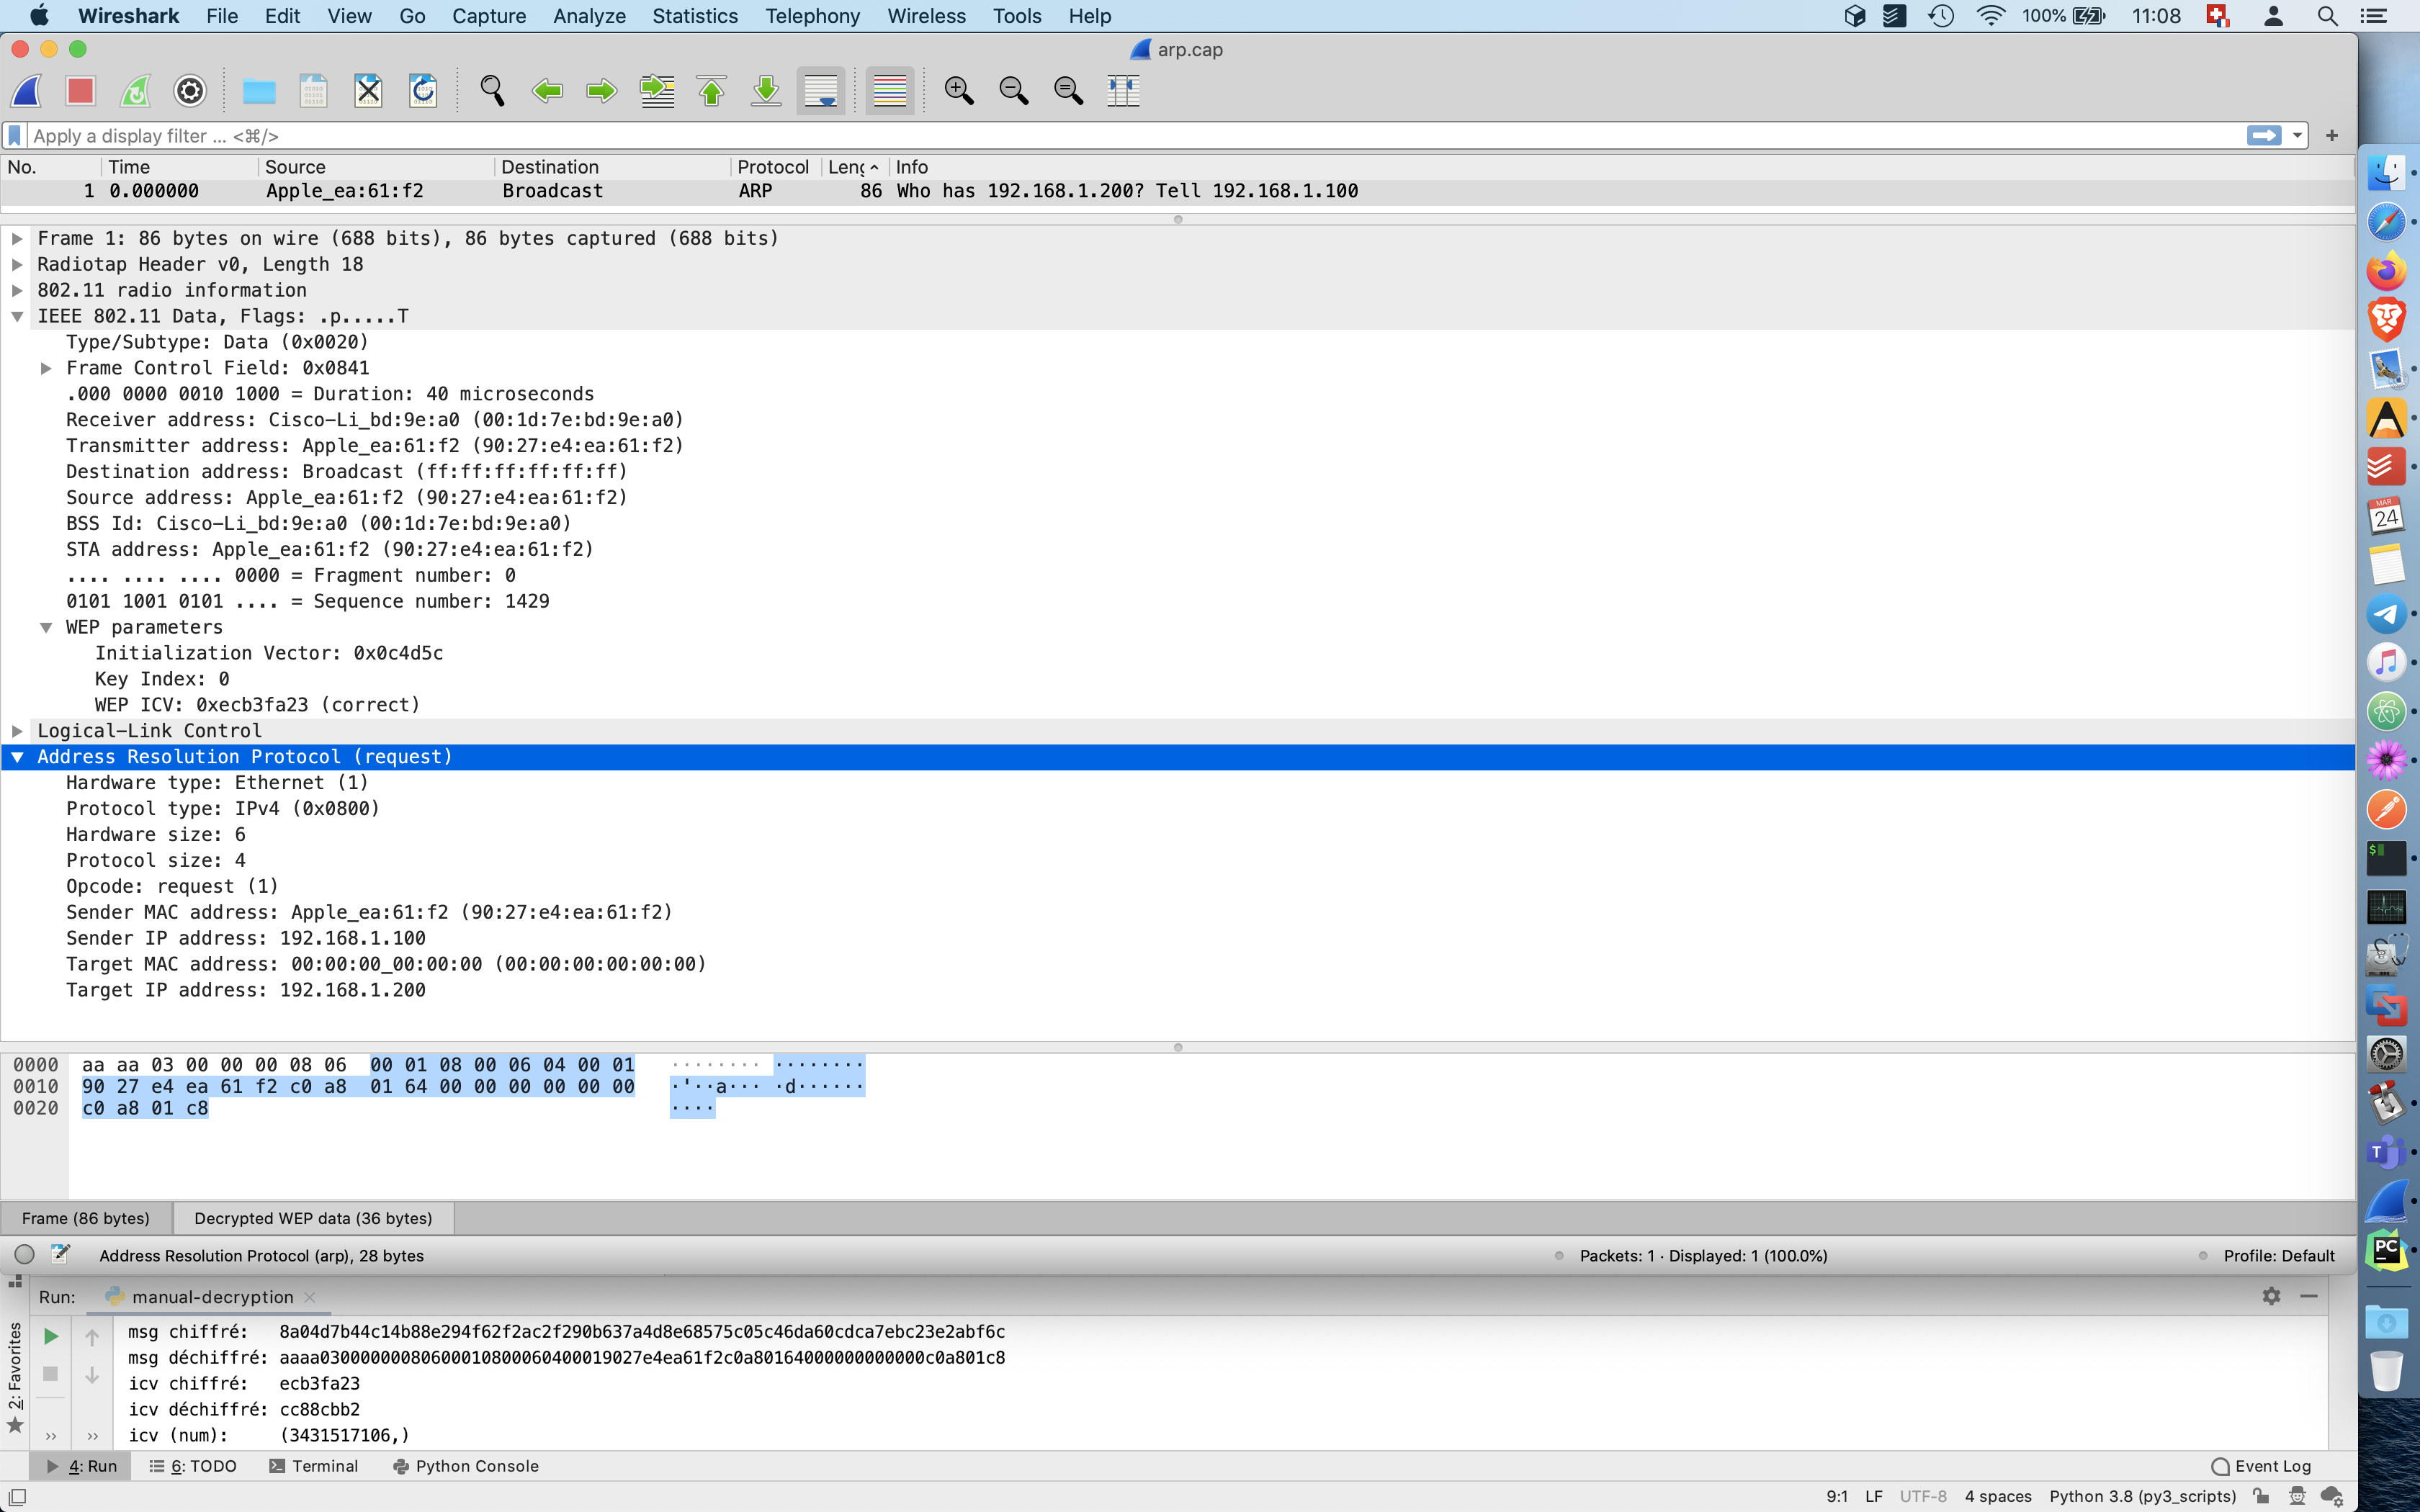 Wireshark File Edit View Go Capture Analyze Statistics Telephony Wireless Tools Help 100% 11:08
arp.cap
Apply a display filter ... <⌘/>
No. Time Source Destination Protocol Leng Info
1 0.000000 Apple_ea:61:f2 Broadcast ARP 86 Who has 192.168.1.200? Tell 192.168.1.100
Frame 1: 86 bytes on wire (688 bits), 86 bytes captured (688 bits)
Radiotap Header v0, Length 18
802.11 radio information
IEEE 802.11 Data, Flags: .p.....T
Type/Subtype: Data (0x0020)
Frame Control Field: 0x0841
.000 0000 0010 1000 = Duration: 40 microseconds
Receiver address: Cisco-Li_bd:9e:a0 (00:1d:7e:bd:9e:a0)
Transmitter address: Apple_ea:61:f2 (90:27:e4:ea:61:f2)
Destination address: Broadcast (ff:ff:ff:ff:ff:ff)
Source address: Apple_ea:61:f2 (90:27:e4:ea:61:f2)
BSS Id: Cisco-Li_bd:9e:a0 (00:1d:7e:bd:9e:a0)
STA address: Apple_ea:61:f2 (90:27:e4:ea:61:f2)
.... .... .... 0000 = Fragment number: 0
0101 1001 0101 .... = Sequence number: 1429
WEP parameters
Initialization Vector: 0x0c4d5c
Key Index: 0
WEP ICV: 0xecb3fa23 (correct)
Logical-Link Control
Address Resolution Protocol (request)
Hardware type: Ethernet (1)
Protocol type: IPv4 (0x0800)
Hardware size: 6
Protocol size: 4
Opcode: request (1)
Sender MAC address: Apple_ea:61:f2 (90:27:e4:ea:61:f2)
Sender IP address: 192.168.1.100
Target MAC address: 00:00:00_00:00:00 (00:00:00:00:00:00)
Target IP address: 192.168.1.200
0000 aa aa 03 00 00 00 08 06 00 01 08 00 06 04 00 01 ········ ········
0010 90 27 e4 ea 61 f2 c0 a8 01 64 00 00 00 00 00 00 ·'··a··· ·d······
0020 c0 a8 01 c8 ····
Frame (86 bytes) Decrypted WEP data (36 bytes)
Address Resolution Protocol (arp), 28 bytes Packets: 1 · Displayed: 1 (100.0%) Profile: Default
Run: manual-decryption
msg chiffré: 8a04d7b44c14b88e294f62f2ac2f290b637a4d8e68575c05c46da60cdca7ebc23e2abf6c
msg déchiffré: aaaa03000000080600010800060400019027e4ea61f2c0a80164000000000000c0a801c8
icv chiffré: ecb3fa23
icv déchiffré: cc88cbb2
icv (num): (3431517106,)
2: Favorites
4: Run 6: TODO Terminal Python Console Event Log
9:1 LF UTF-8 4 spaces Python 3.8 (py3_scripts)
MAR
24
PC
T